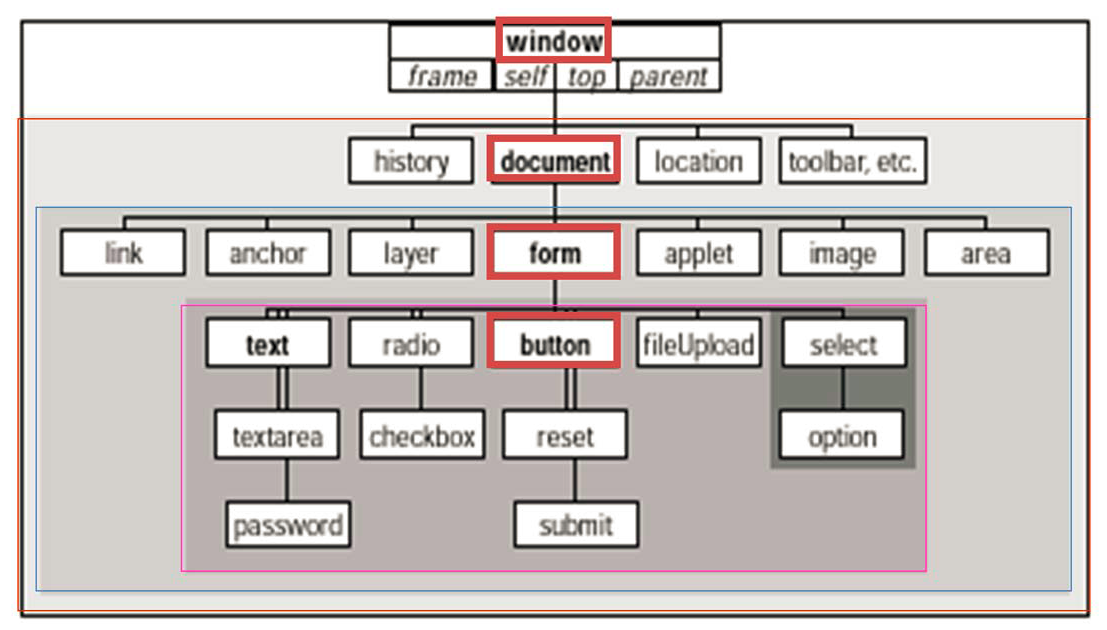 window
frame self top parent
history document location toolbar, etc.
link anchor layer form applet image area
text radio button fileUpload select
textarea checkbox reset option
password submit